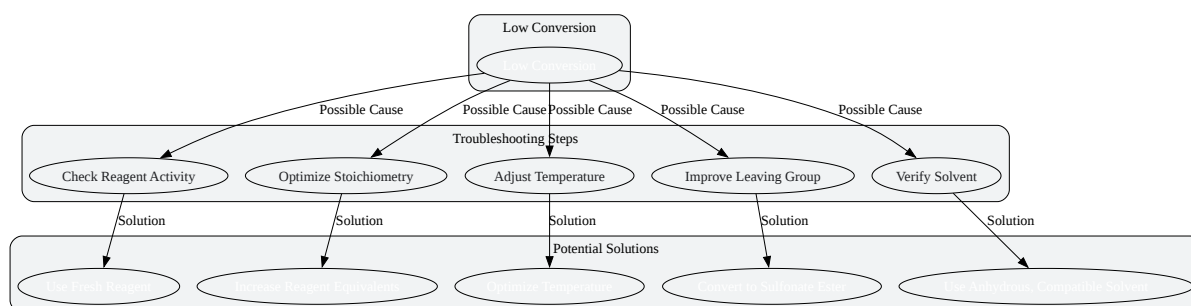 Low Conversion
Low Conversion
Possible Cause Possible Cause Possible Cause Possible Cause Possible Cause
Troubleshooting Steps
Check Reagent Activity Optimize Stoichiometry Adjust Temperature Improve Leaving Group Verify Solvent
Solution Solution Solution Solution Solution
Potential Solutions
Use Fresh Reagent Increase Reagent Equivalents Optimize Temperature Convert to Sulfonate Ester Use Anhydrous, Compatible Solvent